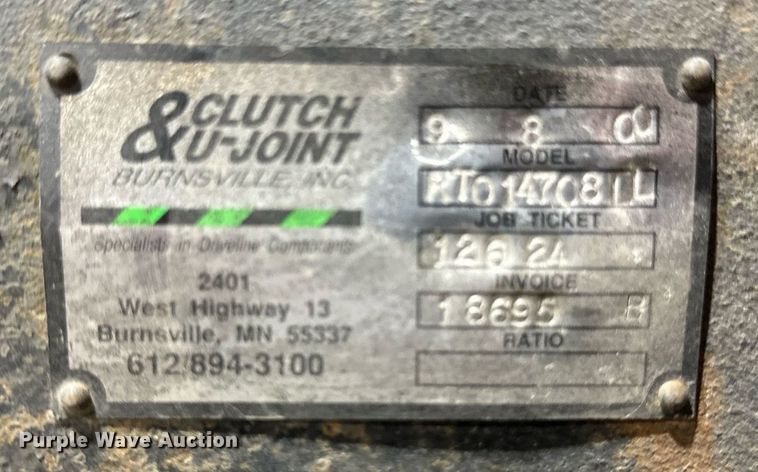 & CLUTCH
U-JOINT
BURNSVILLE, INC.
Specialists in Driveline Components
2401
West Highway 13
Burnsville, MN 55337
612/894-3100
DATE
9 8
MODEL
RTO14708LL
JOB TICKET
INVOICE
18695
RATIO
Purple Wave Auction